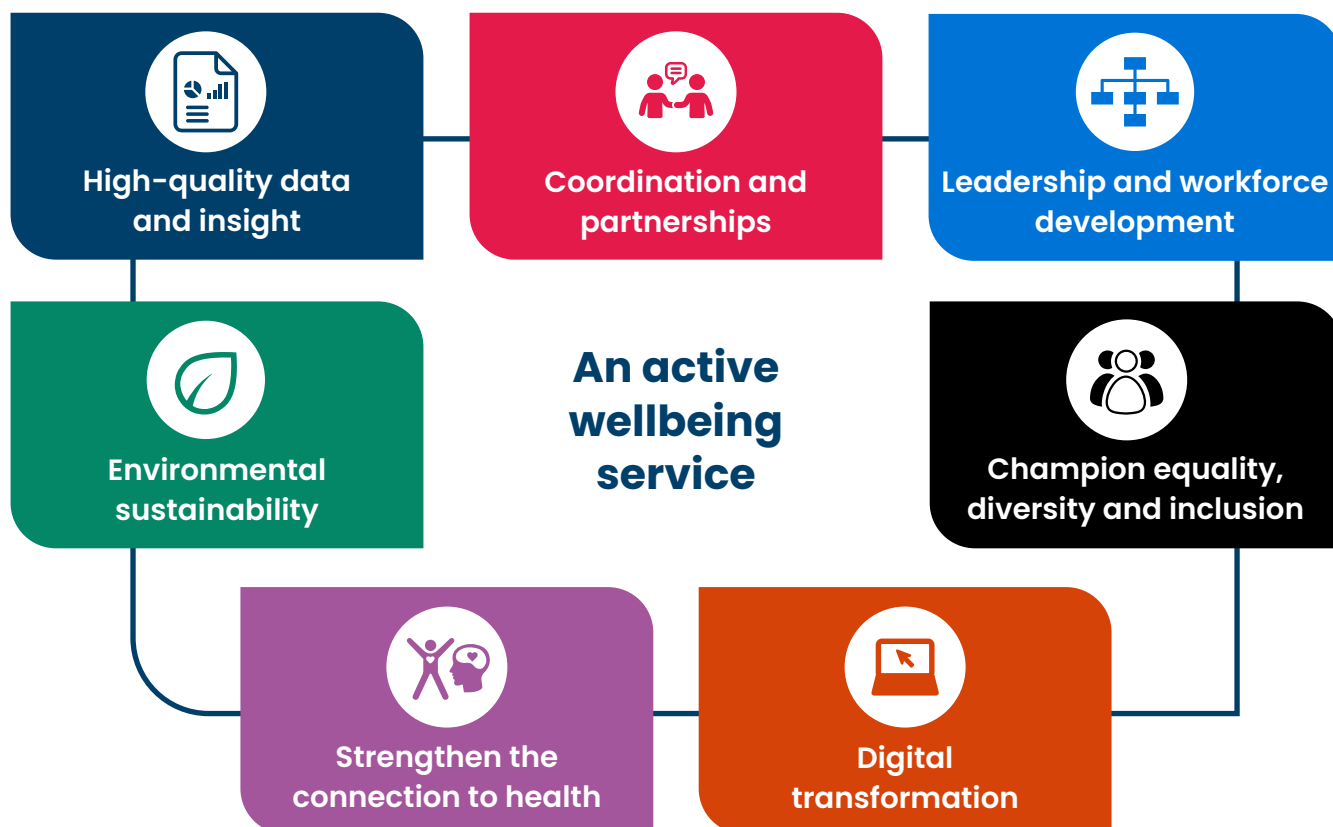 High-quality data
and insight
Coordination and
partnerships
Leadership and workforce
development
Environmental
sustainability
An active
wellbeing
service
Champion equality,
diversity and inclusion
Strengthen the
connection to health
Digital
transformation